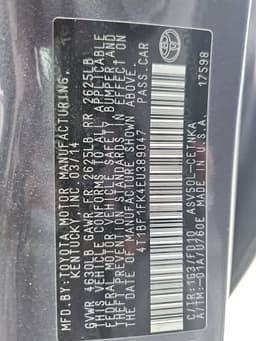 MFD. BY:TOYOTA MOTOR MANUFACTURING,
KENTUCKY, INC. 03/14
GVWR 4630LB GAWR FR 2625LB RR 2625LB
THIS VEHICLE CONFORMS TO ALL APPLICABLE
FEDERAL MOTOR VEHICLE SAFETY, BUMPER AND
THEFT PREVENTION STANDARDS IN EFFECT ON
THE DATE OF MANUFACTURE SHOWN ABOVE.
4T1BF1FK4EU389047 PASS.CAR
C/TR: 1G3/FD10 ASV50L-CETNKA
A/TM:-01A/U760E MADE IN U.S.A.
17598